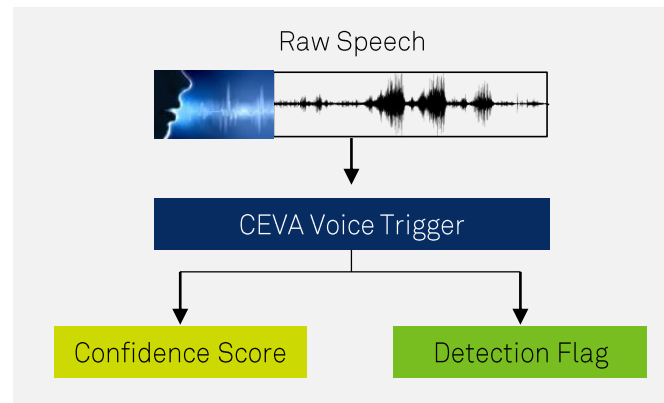 Raw Speech
CEVA Voice Trigger
Confidence Score
Detection Flag